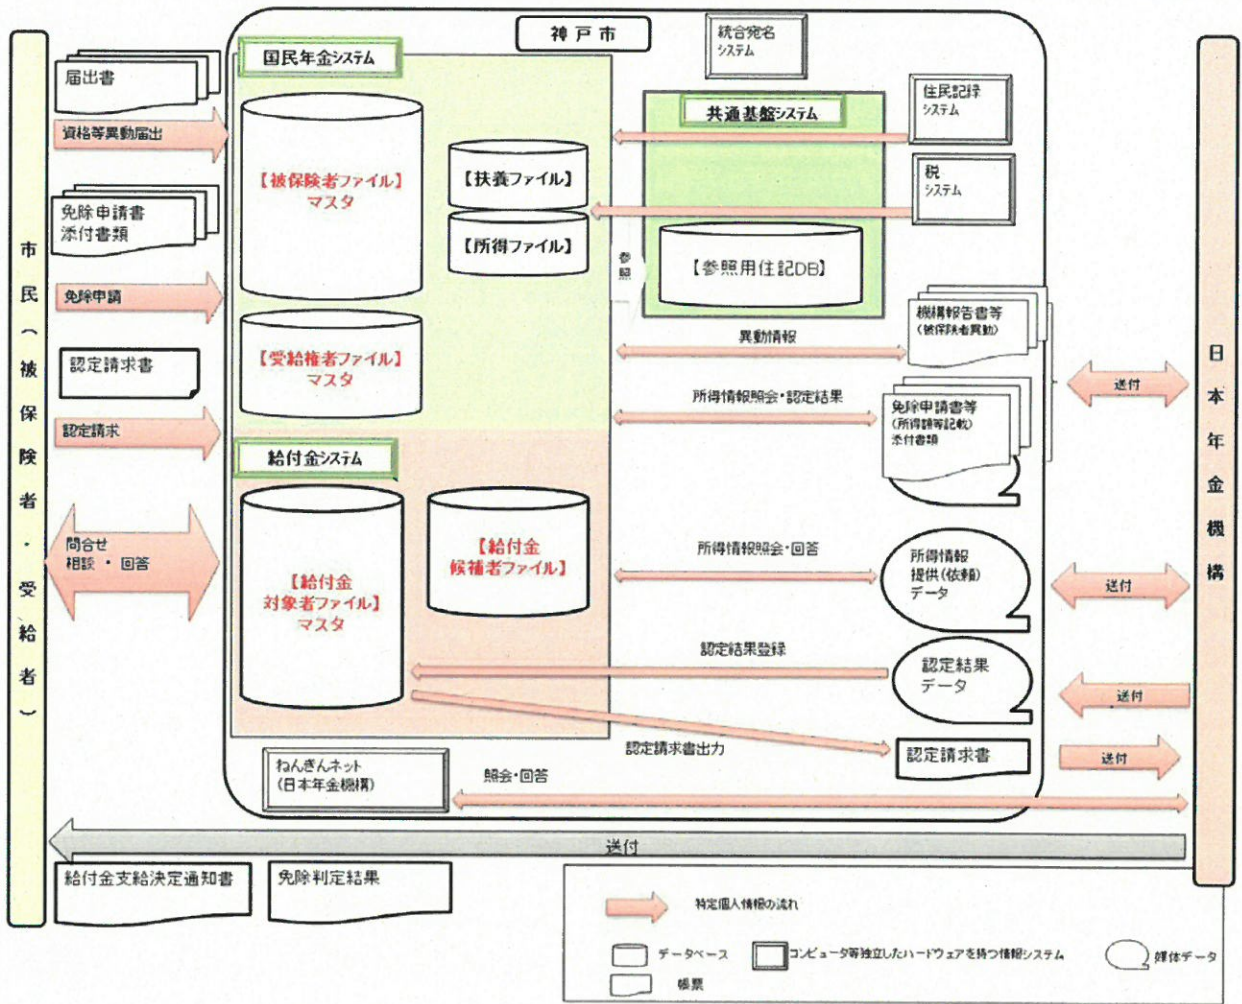 神戸市
統合宛名
システム
国民年金システム
届出書
資格等異動届出
住民記録
システム
共通基盤システム
税
システム
【被保険者ファイル】
マスタ
【扶養ファイル】
【所得ファイル】
免除申請書
添付書類
参照
【参照用住記DB】
免除申請
機構報告書等
(被保険者異動)
異動情報
【受給権者ファイル】
マスタ
認定請求書
送付
所得情報照会・認定結果
免除申請書等
(所得額等記載)
添付書類
認定請求
給付金システム
市民(被保険者・受給者)
日本年金機構
問合せ
相談・回答
【給付金
候補者ファイル】
【給付金
対象者ファイル】
マスタ
所得情報照会・回答
所得情報
提供(依頼)
データ
送付
認定結果登録
認定結果
データ
送付
認定請求書出力
認定請求書
送付
ねんきんネット
(日本年金機構)
照会・回答
送付
給付金支給決定通知書
免除判定結果
特定個人情報の流れ
データベース
コンピュータ等独立したハードウェアを持つ情報システム
媒体データ
帳票